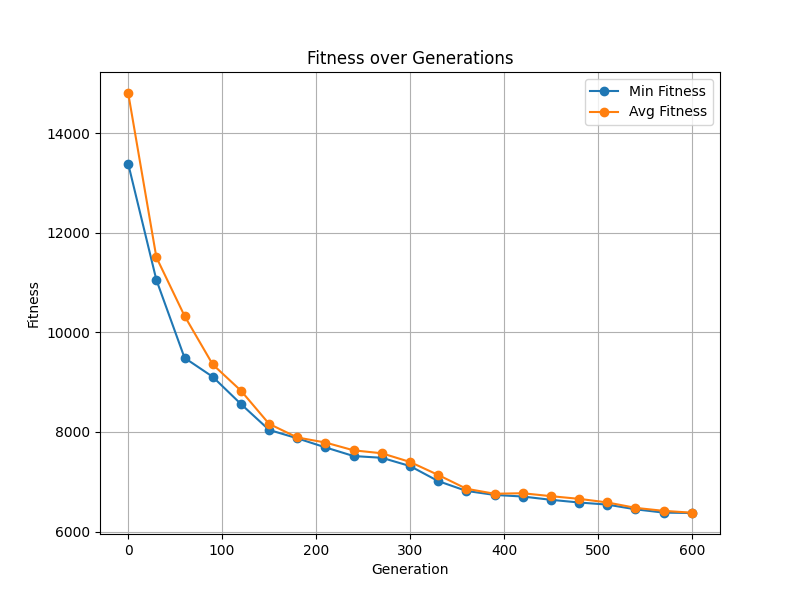 Fitness over Generations
Min Fitness
Avg Fitness
14000
12000
10000
8000
6000
Fitness
0 100 200 300 400 500 600
Generation